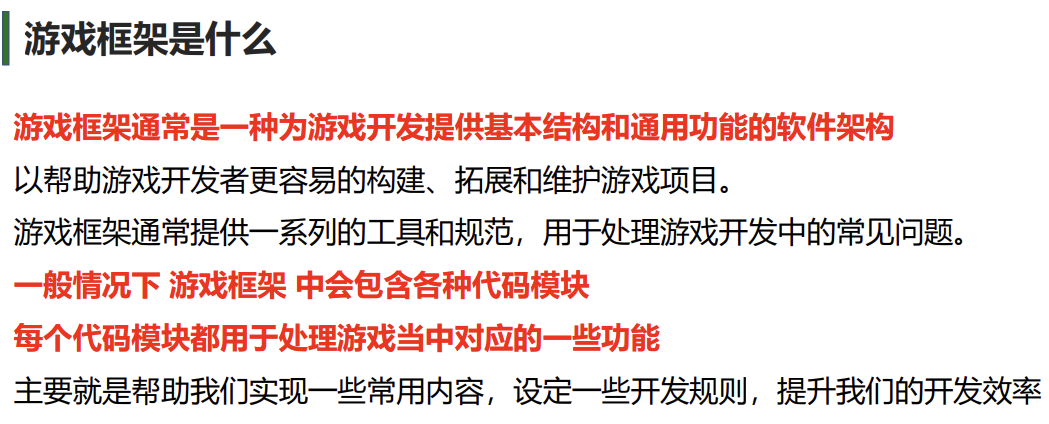 游戏框架是什么
游戏框架通常是一种为游戏开发提供基本结构和通用功能的软件架构
以帮助游戏开发者更容易的构建、拓展和维护游戏项目。
游戏框架通常提供一系列的工具和规范，用于处理游戏开发中的常见问题。
一般情况下 游戏框架 中会包含各种代码模块
每个代码模块都用于处理游戏当中对应的一些功能
主要就是帮助我们实现一些常用内容，设定一些开发规则，提升我们的开发效率